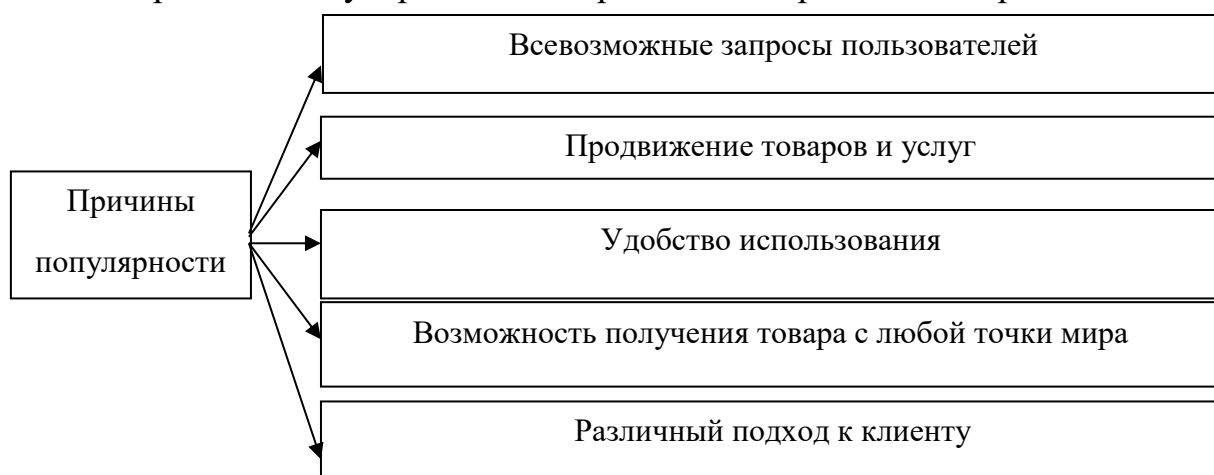 Всевозможные запросы пользователей
Продвижение товаров и услуг
Причины
популярности
Удобство использования
Возможность получения товара с любой точки мира
Различный подход к клиенту